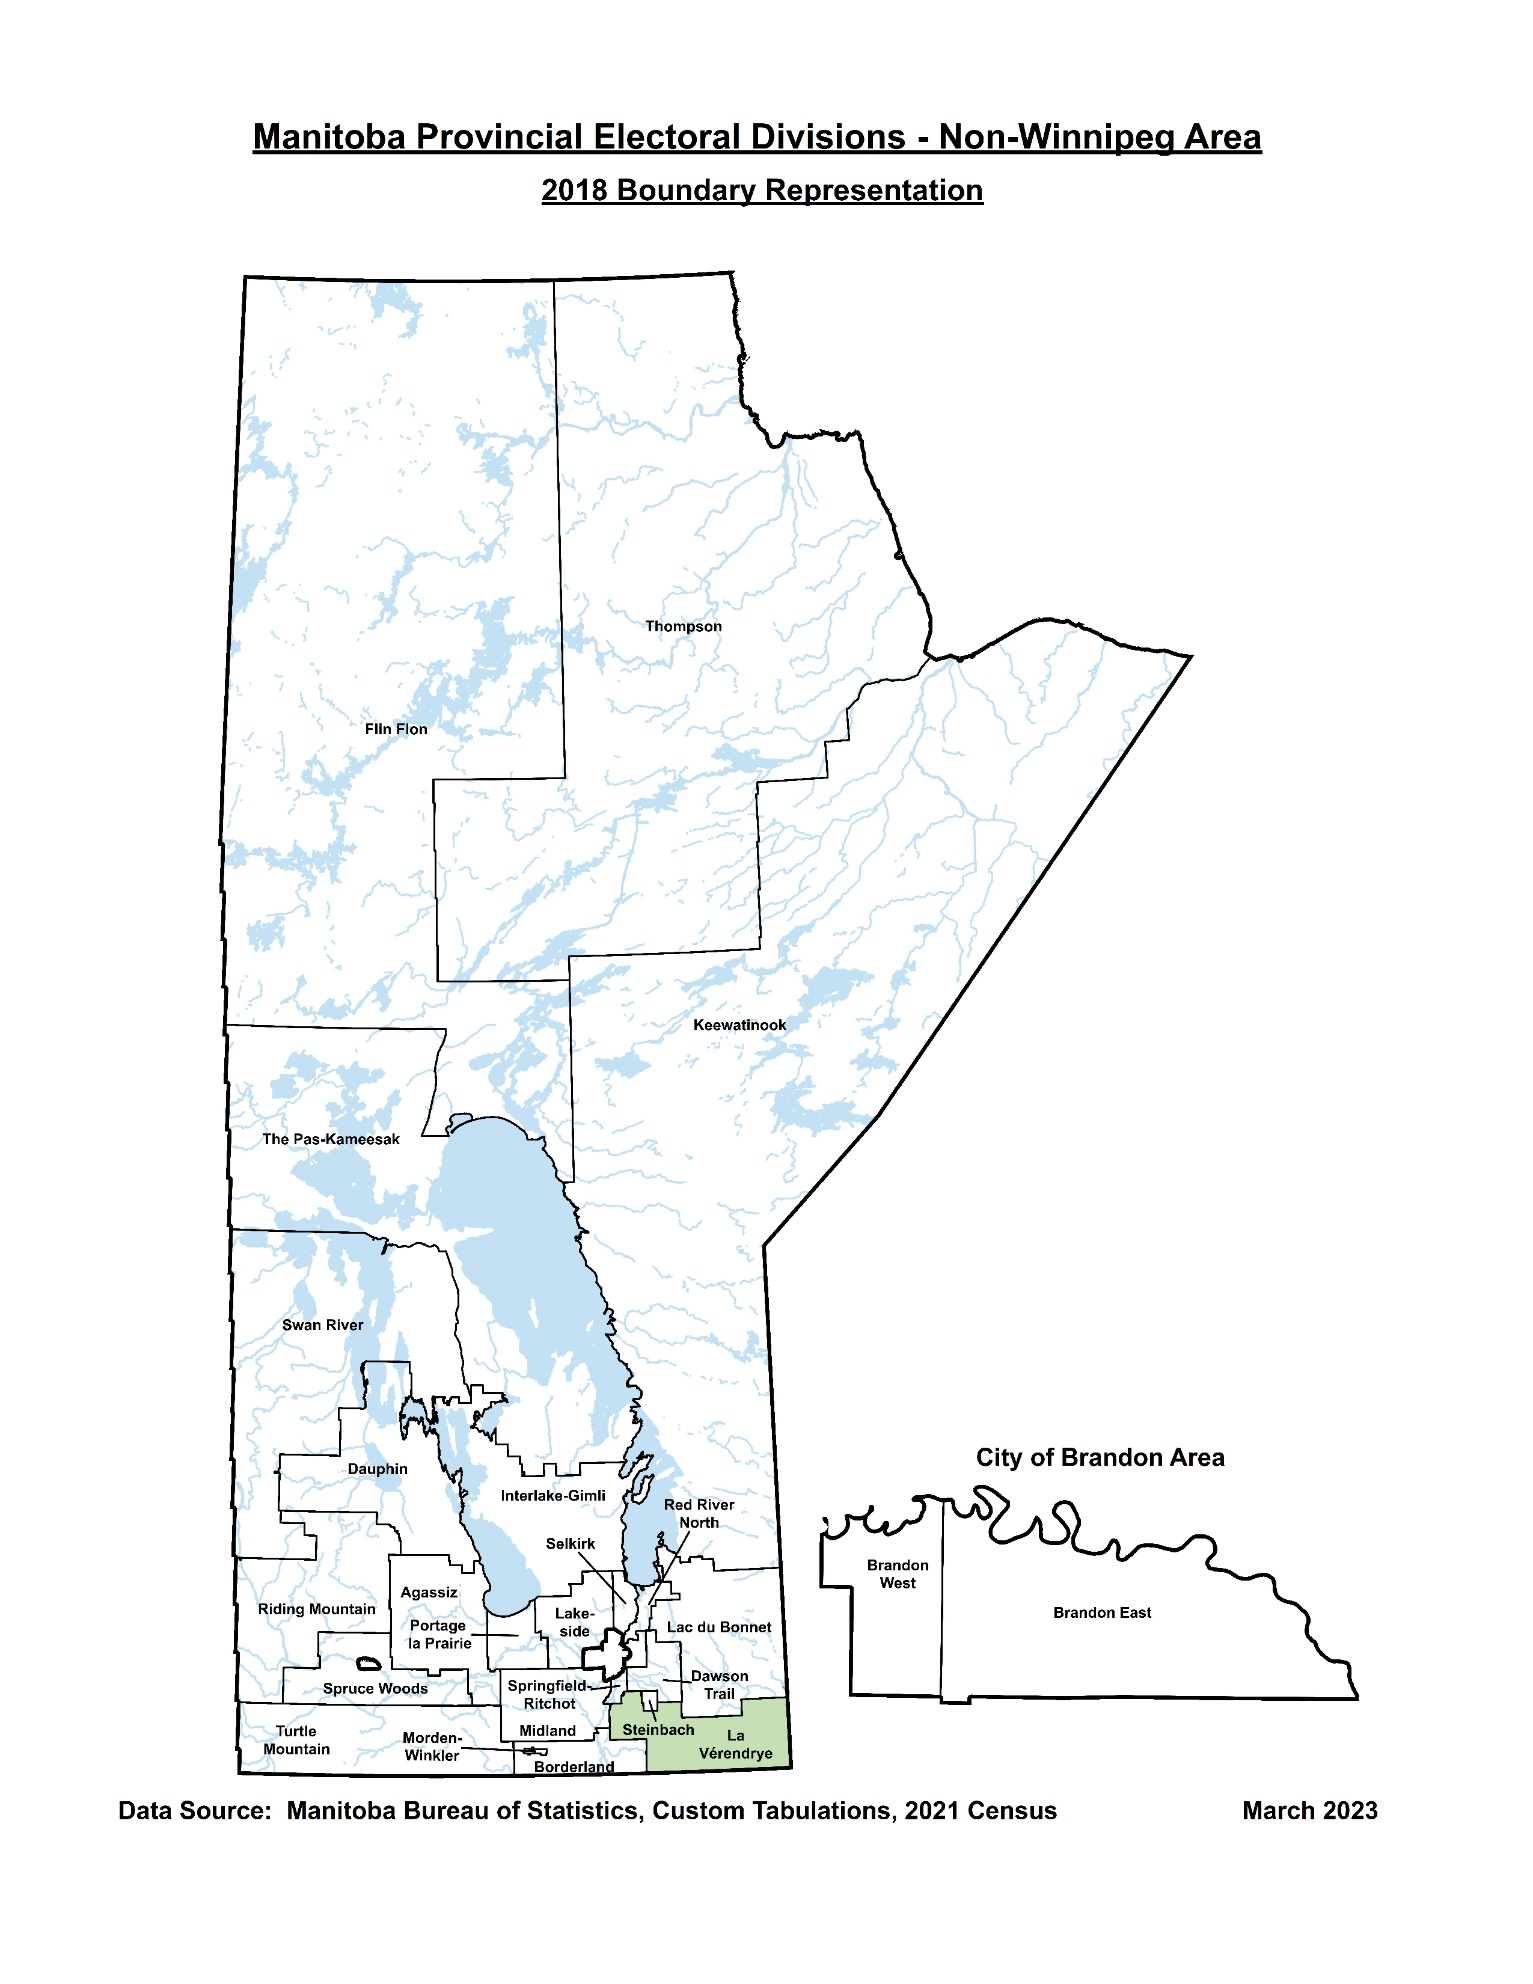 Manitoba Provincial Electoral Divisions - Non-Winnipeg Area
2018 Boundary Representation
Thompson
Flin Flon
Keewatinook
The Pas-Kameesak
Swan River
Dauphin
Interlake-Gimli
Red River
North
Selkirk
Agassiz
Riding Mountain
Portage
la Prairie
Lake-
side
Lac du Bonnet
Dawson
Trail
Spruce Woods
Springfield-
Ritchot
Turtle
Mountain
Morden-
Winkler
Midland
Steinbach
La
Vérendrye
Borderland
City of Brandon Area
Brandon
West
Brandon East
Data Source: Manitoba Bureau of Statistics, Custom Tabulations, 2021 Census
March 2023